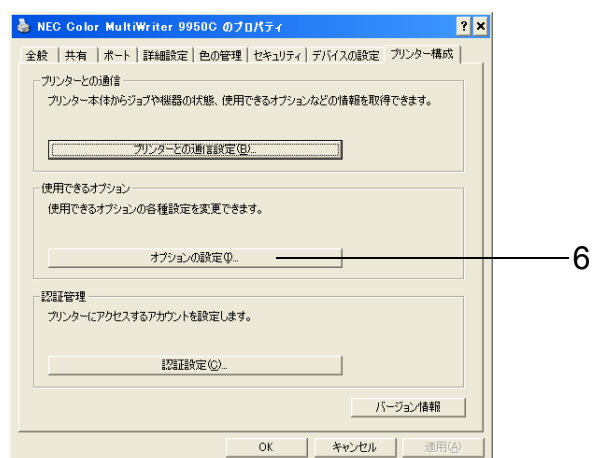 NEC Color MultiWriter 9950C のプロパティ
全般 共有 ポート 詳細設定 色の管理 セキュリティ デバイスの設定 プリンター構成
プリンターとの通信
プリンター本体からジョブや機器の状態、使用できるオプションなどの情報を取得できます。
プリンターとの通信設定(B)...
使用できるオプション
使用できるオプションの各種設定を変更できます。
オプションの設定(I)...
6
認証管理
プリンターにアクセスするアカウントを設定します。
認証設定(C)...
バージョン情報
OK キャンセル 適用(A)